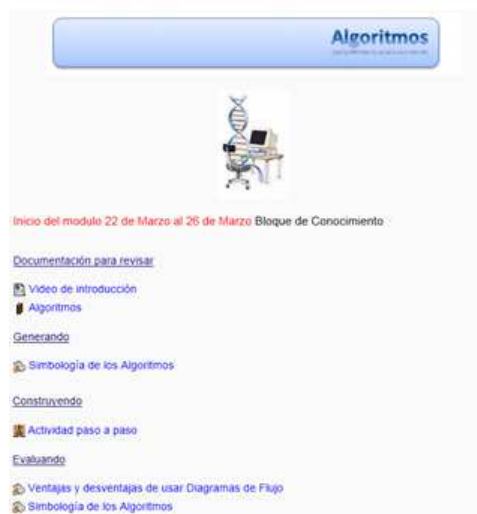 Algoritmos
Inicio del modulo 22 de Marzo al 26 de Marzo Bloque de Conocimiento
Documentación para revisar
Video de introducción
Algoritmos
Generando
Simbología de los Algoritmos
Construyendo
Actividad paso a paso
Evaluando
Ventajas y desventajas de usar Diagramas de Flujo
Simbología de los Algoritmos